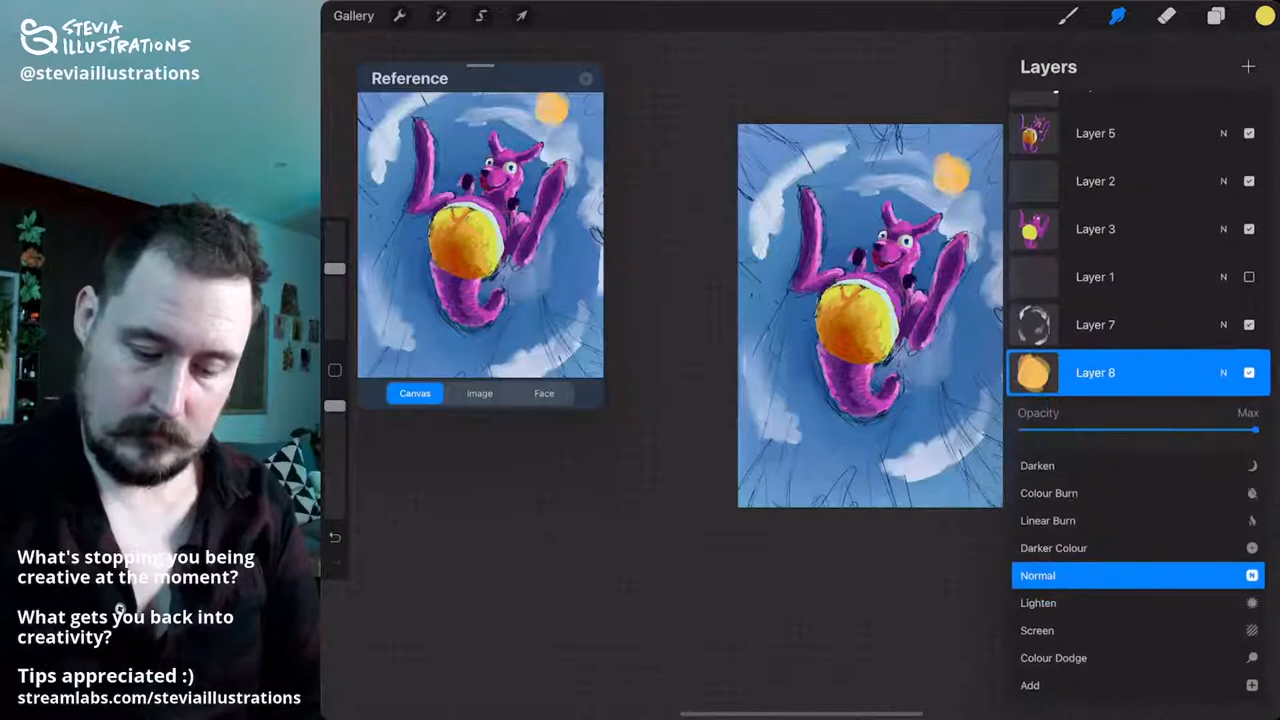 STEVIA
ILLUSTRATIONS
@steviaillustrations
Gallery
Reference
Canvas
Image
Face
Layers
Layer 5
N
Layer 2
N
Layer 3
N
Layer 1
N
Layer 7
N
Layer 8
N
Opacity
Max
Darken
Colour Burn
Linear Burn
Darker Colour
Normal
N
Lighten
Screen
Colour Dodge
Add
What's stopping you being
creative at the moment?
What gets you back into
creativity?
Tips appreciated :)
streamlabs.com/steviaillustrations